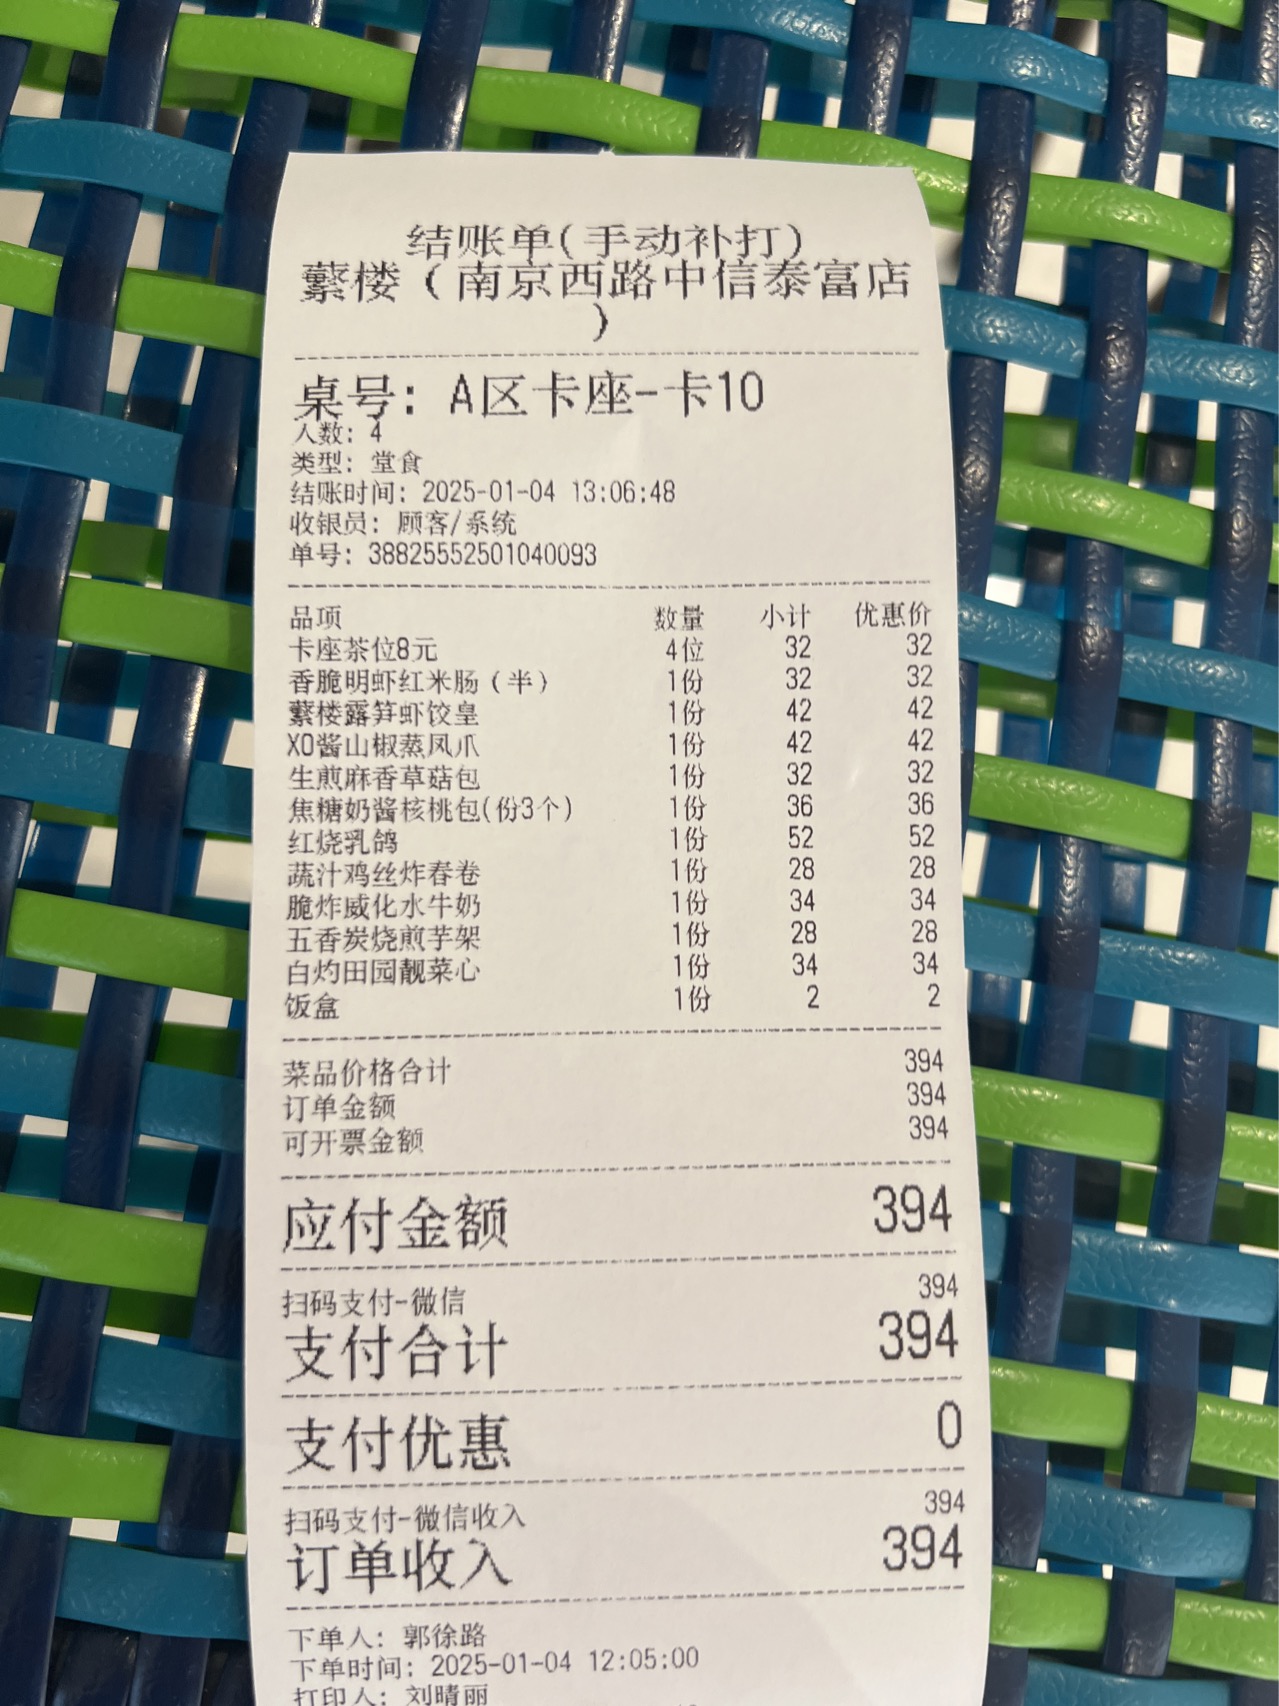 结账单(手动补打)
蘩楼(南京西路中信泰富店
)
桌号: A区卡座-卡10
人数: 4
类型: 堂食
结账时间: 2025-01-04 13:06:48
收银员: 顾客/系统
单号: 38825552501040093
品项 数量 小计 优惠价
卡座茶位8元 4位 32 32
香脆明虾红米肠(半) 1份 32 32
蘩楼露笋虾饺皇 1份 42 42
XO酱山椒蒸凤爪 1份 42 42
生煎麻香草菇包 1份 32 32
焦糖奶酱核桃包(份3个) 1份 36 36
红烧乳鸽 1份 52 52
蔬汁鸡丝炸春卷 1份 28 28
脆炸威化水牛奶 1份 34 34
五香炭烧煎芋架 1份 28 28
白灼田园靓菜心 1份 34 34
饭盒 1份 2 2
菜品价格合计 394
订单金额 394
可开票金额 394
应付金额 394
扫码支付-微信 394
支付合计 394
支付优惠 0
扫码支付-微信收入 394
订单收入 394
下单人: 郭徐路
下单时间: 2025-01-04 12:05:00
打印人: 刘晴丽